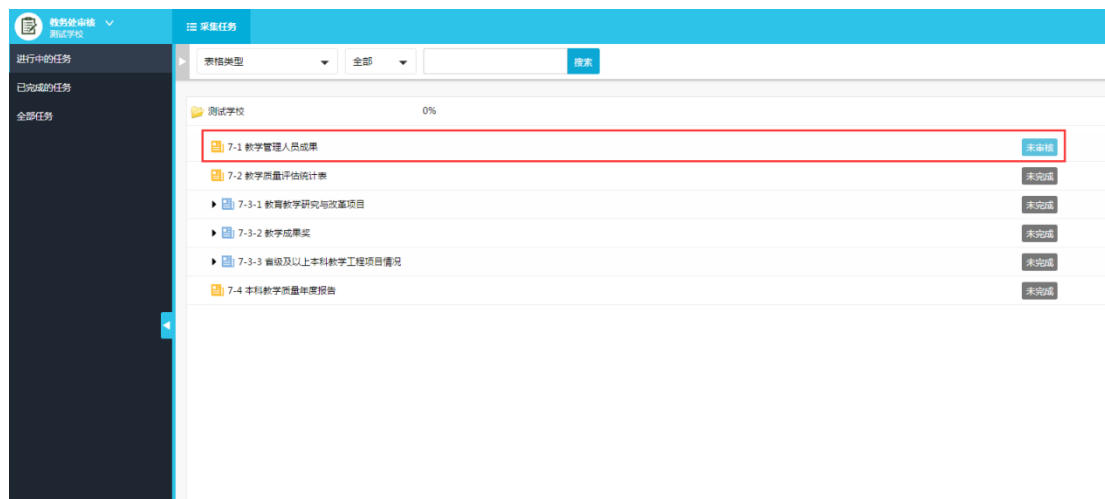 教务处审核
测试学校
采集任务
进行中的任务
已完成的任务
全部任务
表格类型 全部 搜索
测试学校 0%
7-1 教学管理人员成果 未审核
7-2 教学质量评估统计表 未完成
7-3-1 教育教学研究与改革项目 未完成
7-3-2 教学成果奖 未完成
7-3-3 省级及以上本科教学工程项目情况 未完成
7-4 本科教学质量年度报告 未完成